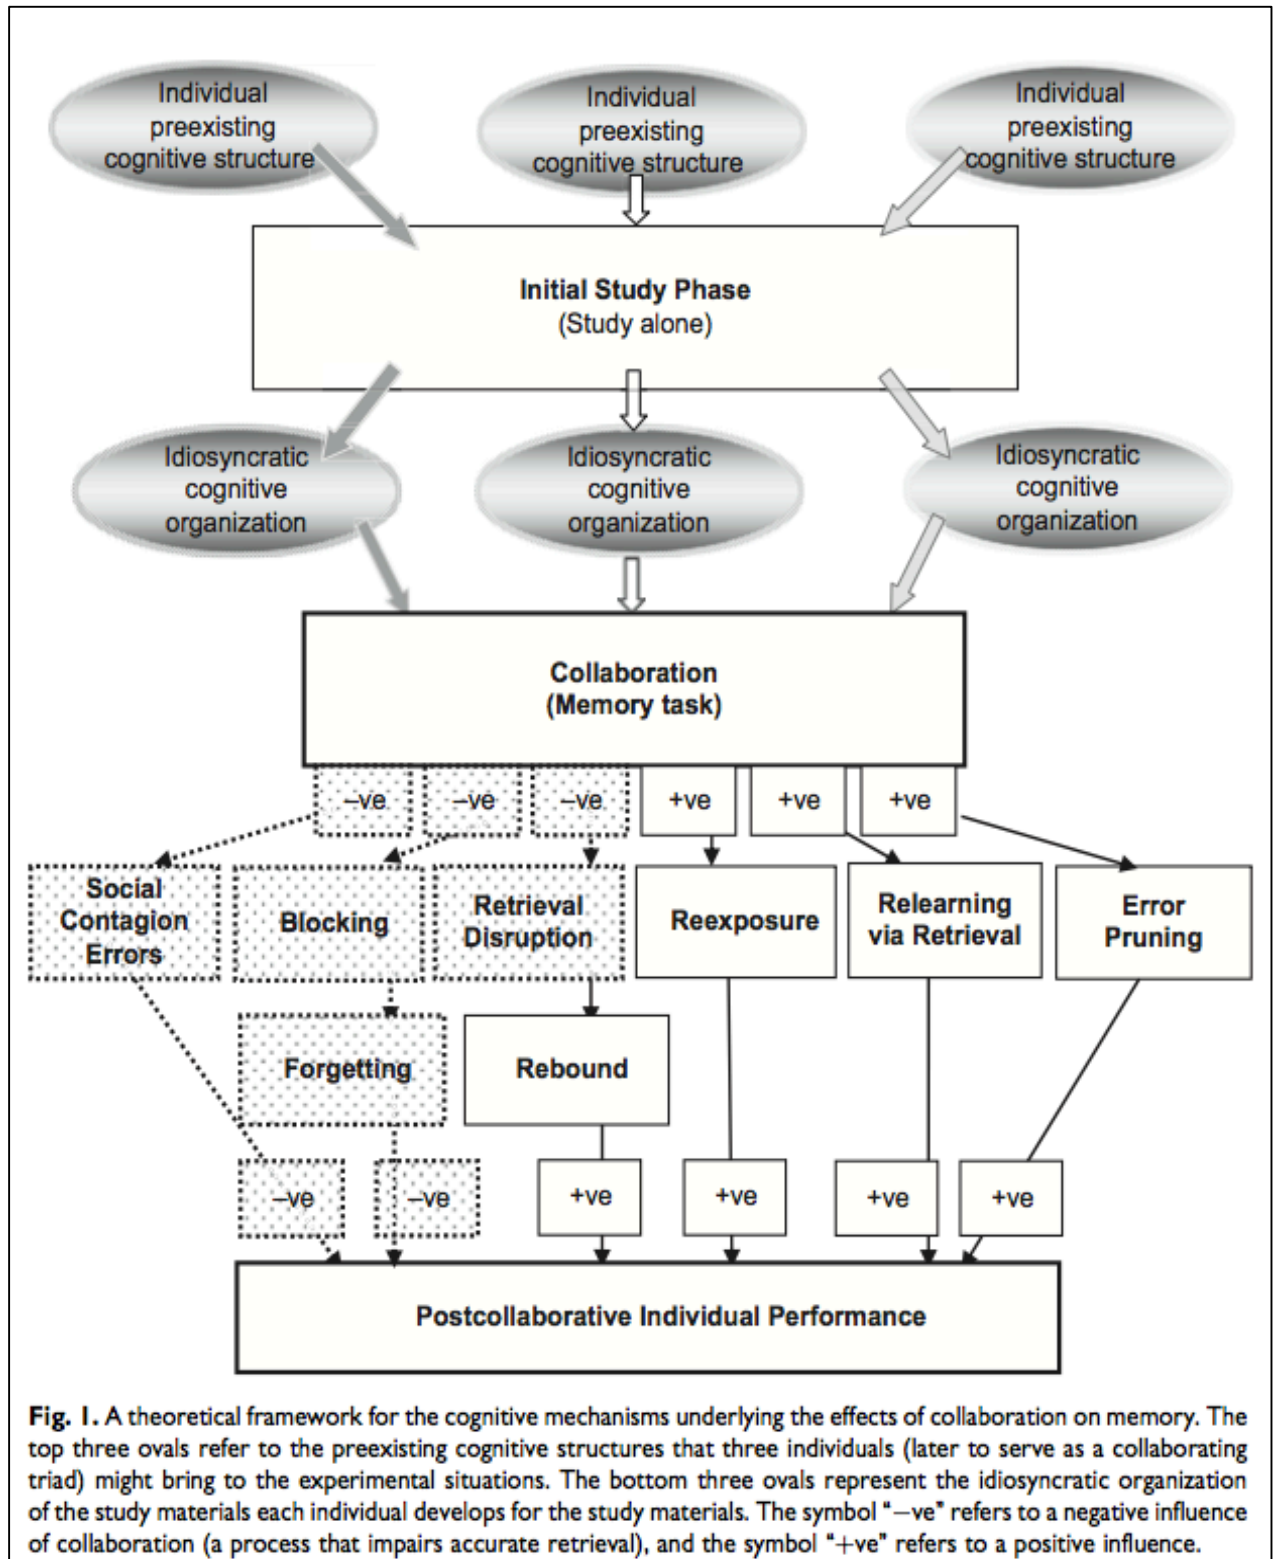 Individual
preexisting
cognitive structure
Individual
preexisting
cognitive structure
Individual
preexisting
cognitive structure
Initial Study Phase
(Study alone)
Idiosyncratic
cognitive
organization
Idiosyncratic
cognitive
organization
Idiosyncratic
cognitive
organization
Collaboration
(Memory task)
–ve
–ve
–ve
+ve
+ve
+ve
Social
Contagion
Errors
Blocking
Retrieval
Disruption
Reexposure
Relearning
via Retrieval
Error
Pruning
Forgetting
Rebound
–ve
–ve
+ve
+ve
+ve
+ve
Postcollaborative Individual Performance
Fig. 1. A theoretical framework for the cognitive mechanisms underlying the effects of collaboration on memory. The
top three ovals refer to the preexisting cognitive structures that three individuals (later to serve as a collaborating
triad) might bring to the experimental situations. The bottom three ovals represent the idiosyncratic organization
of the study materials each individual develops for the study materials. The symbol “–ve” refers to a negative influence
of collaboration (a process that impairs accurate retrieval), and the symbol “+ve” refers to a positive influence.